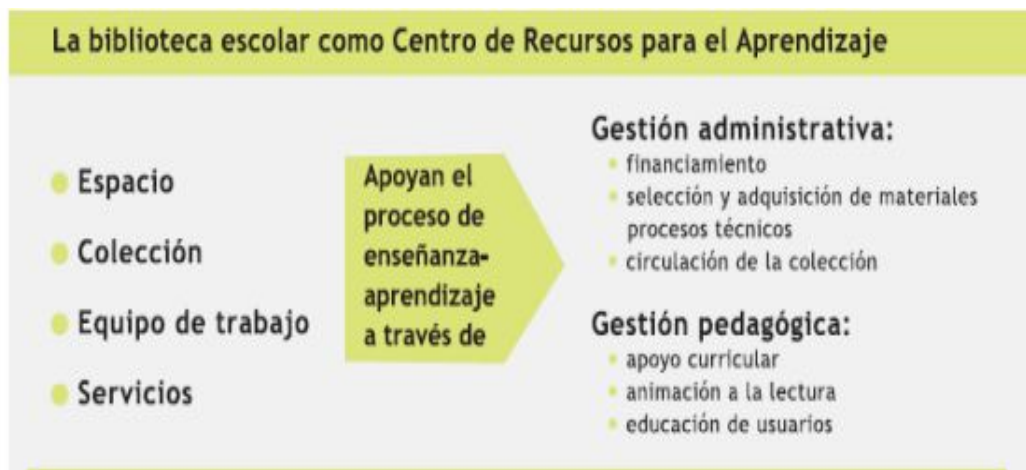 La biblioteca escolar como Centro de Recursos para el Aprendizaje
Espacio
Colección
Equipo de trabajo
Servicios
Apoyan el
proceso de
enseñanza-
aprendizaje
a través de
Gestión administrativa:
financiamiento
selección y adquisición de materiales
procesos técnicos
circulación de la colección
Gestión pedagógica:
apoyo curricular
animación a la lectura
educación de usuarios